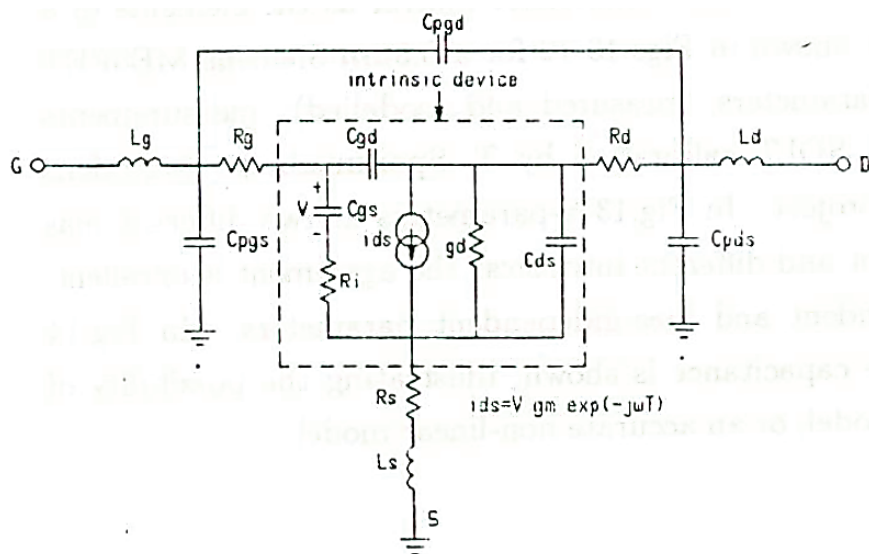 Cpgd
intrinsic device
Lg
Rg
Cgd
Rd
Ld
G
D
+
V
Cgs
ids
gd
Cds
-
Cpgs
Ri
Cpds
Rs
ids=V gm exp(-jωT)
Ls
S